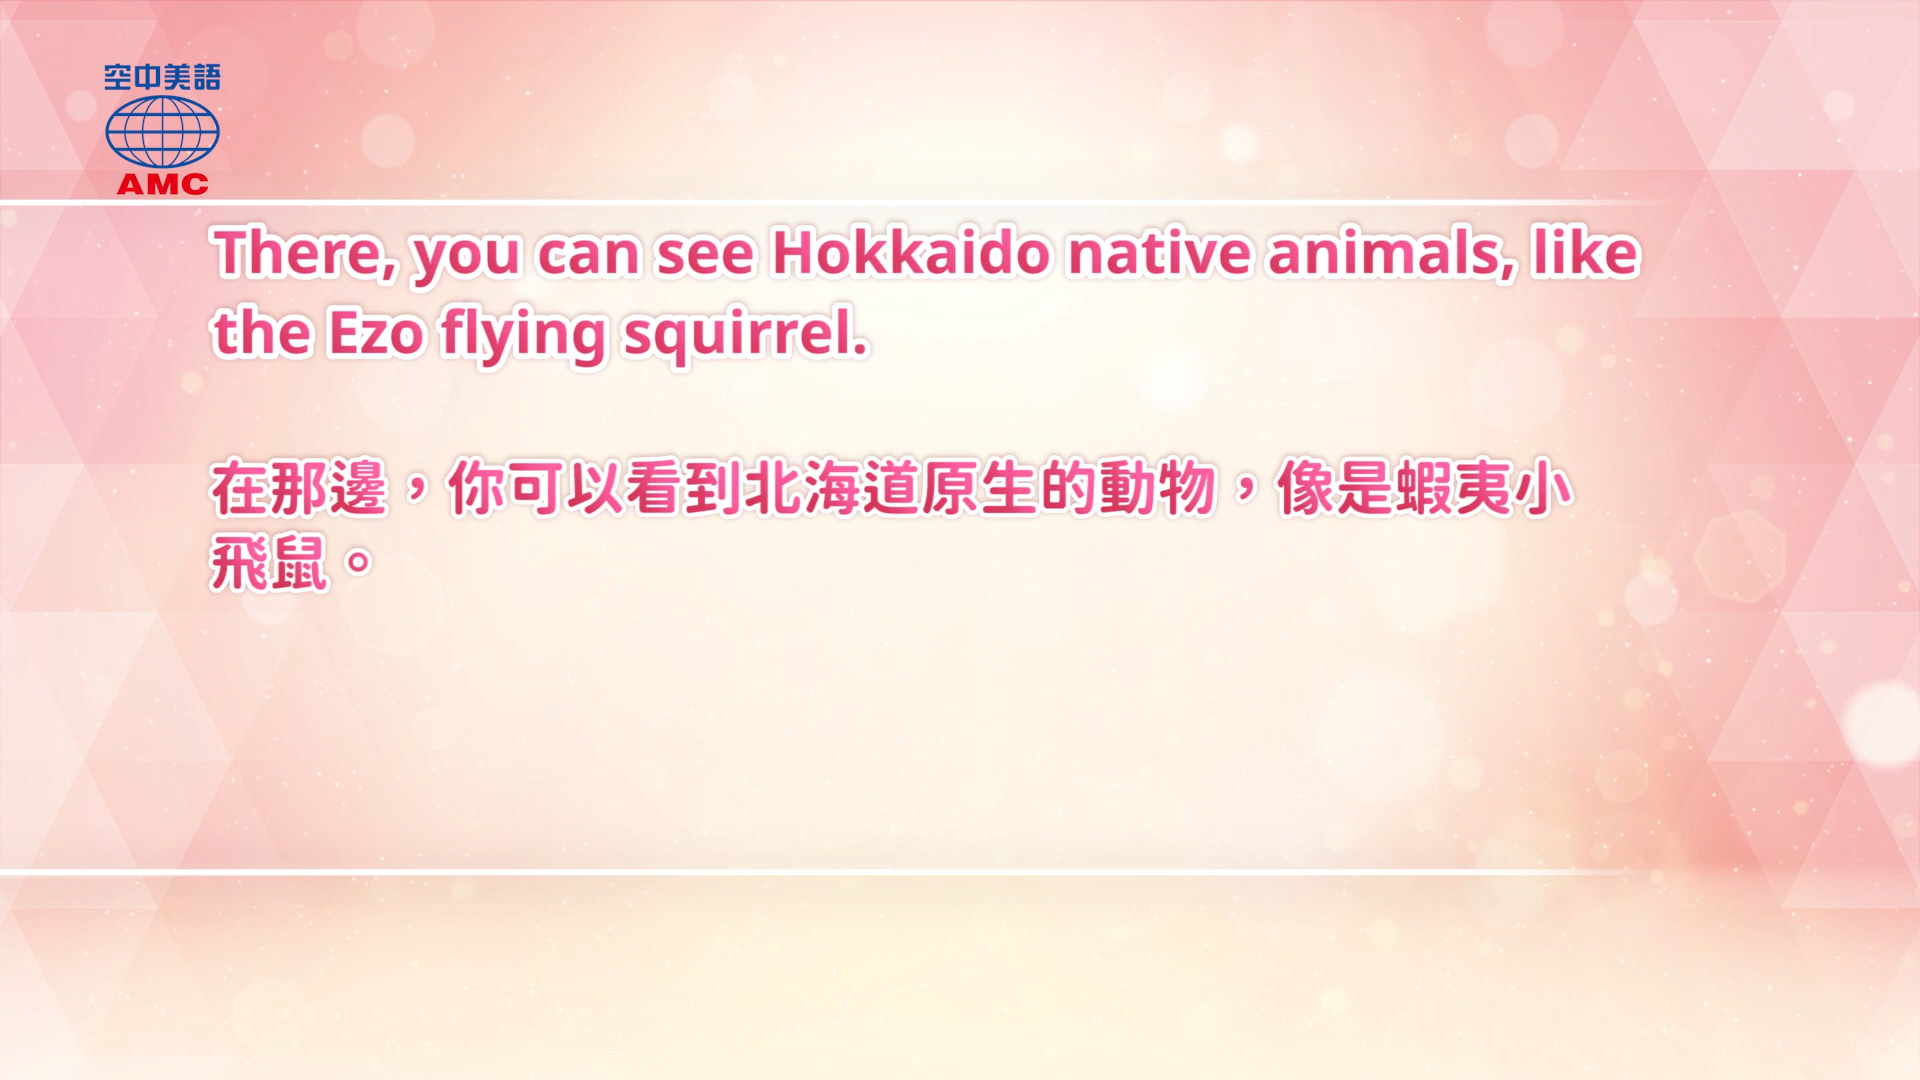 空中美語
AMC
There, you can see Hokkaido native animals, like
the Ezo flying squirrel.
在那邊，你可以看到北海道原生的動物，像是蝦夷小
飛鼠。